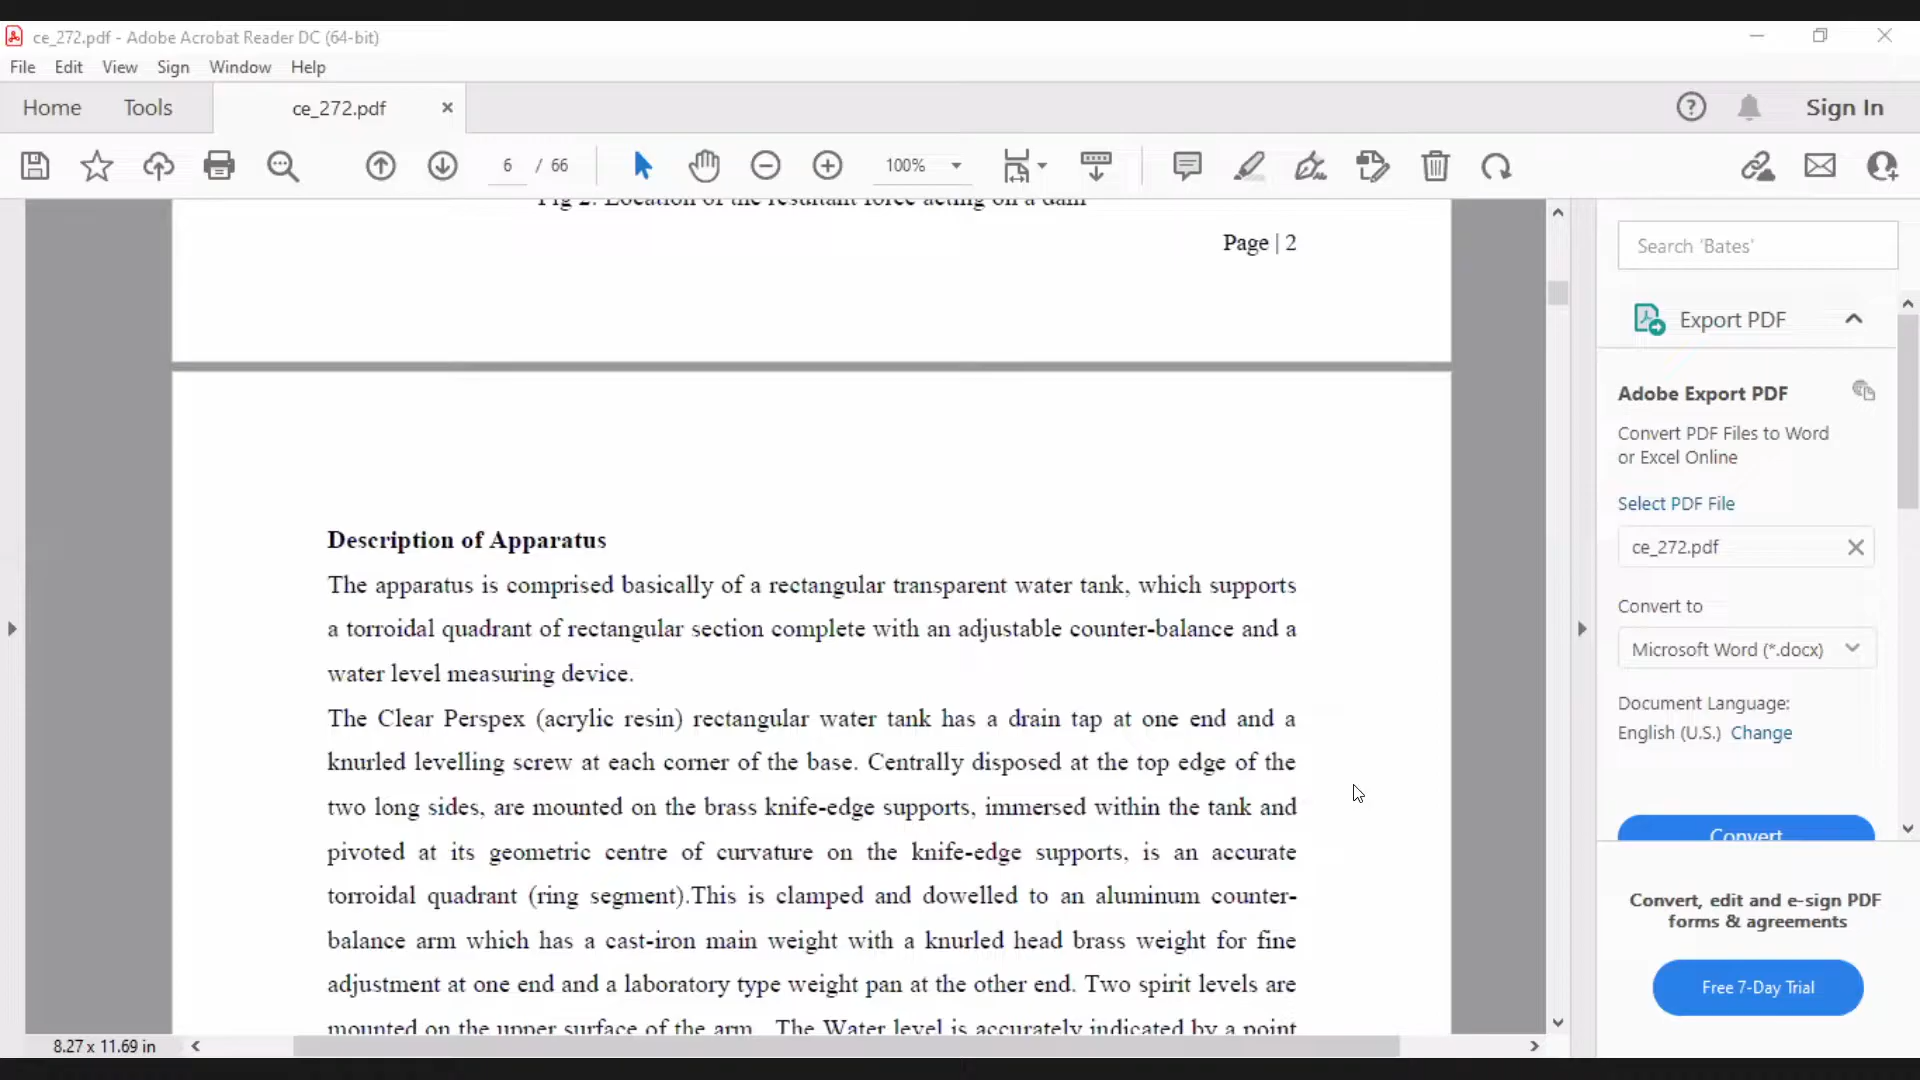 ce_272.pdf - Adobe Acrobat Reader DC (64-bit)
File Edit View Sign Window Help
Home Tools ce_272.pdf Sign In
6 / 66 100%
Fig 2: Location of the resultant force acting on a dam
Page | 2
Description of Apparatus
The apparatus is comprised basically of a rectangular transparent water tank, which supports
a torroidal quadrant of rectangular section complete with an adjustable counter-balance and a
water level measuring device.
The Clear Perspex (acrylic resin) rectangular water tank has a drain tap at one end and a
knurled levelling screw at each corner of the base. Centrally disposed at the top edge of the
two long sides, are mounted on the brass knife-edge supports, immersed within the tank and
pivoted at its geometric centre of curvature on the knife-edge supports, is an accurate
torroidal quadrant (ring segment).This is clamped and dowelled to an aluminum counter-
balance arm which has a cast-iron main weight with a knurled head brass weight for fine
adjustment at one end and a laboratory type weight pan at the other end. Two spirit levels are
mounted on the upper surface of the arm. The Water level is accurately indicated by a point
8.27 x 11.69 in
Search 'Bates'
Export PDF
Adobe Export PDF
Convert PDF Files to Word
or Excel Online
Select PDF File
ce_272.pdf
Convert to
Microsoft Word (*.docx)
Document Language:
English (U.S.) Change
Convert
Convert, edit and e-sign PDF
forms & agreements
Free 7-Day Trial